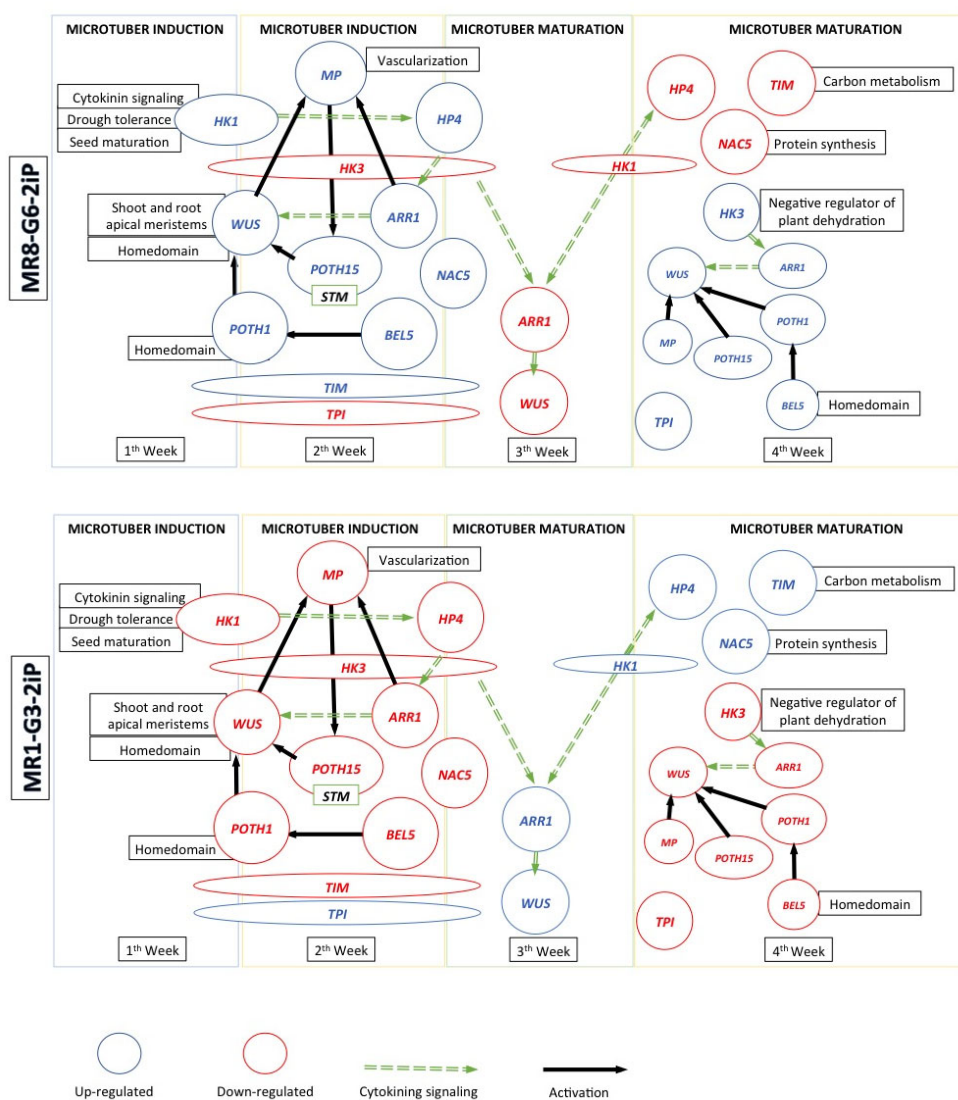 MR8-G6-2iP
MICROTUBER INDUCTION
MICROTUBER INDUCTION
MICROTUBER MATURATION
MICROTUBER MATURATION
MP
Vascularization
Cytokinin signaling
Drough tolerance
Seed maturation
HK1
HP4
HK3
Shoot and root
apical meristems
Homedomain
WUS
ARR1
POTH15
STM
NAC5
POTH1
Homedomain
BEL5
TIM
TPI
1th Week
2th Week
HK1
ARR1
WUS
3th Week
HP4
TIM
Carbon metabolism
NAC5
Protein synthesis
HK3
Negative regulator of
plant dehydration
WUS
ARR1
MP
POTH15
POTH1
BEL5
Homedomain
TPI
4th Week
MR1-G3-2iP
MICROTUBER INDUCTION
MICROTUBER INDUCTION
MICROTUBER MATURATION
MICROTUBER MATURATION
MP
Vascularization
Cytokinin signaling
Drough tolerance
Seed maturation
HK1
HP4
HK3
Shoot and root
apical meristems
Homedomain
WUS
ARR1
POTH15
STM
NAC5
POTH1
Homedomain
BEL5
TIM
TPI
1th Week
2th Week
HK1
ARR1
WUS
3th Week
HP4
TIM
Carbon metabolism
NAC5
Protein synthesis
HK3
Negative regulator of
plant dehydration
WUS
ARR1
MP
POTH15
POTH1
BEL5
Homedomain
TPI
4th Week
Up-regulated
Down-regulated
Cytokining signaling
Activation